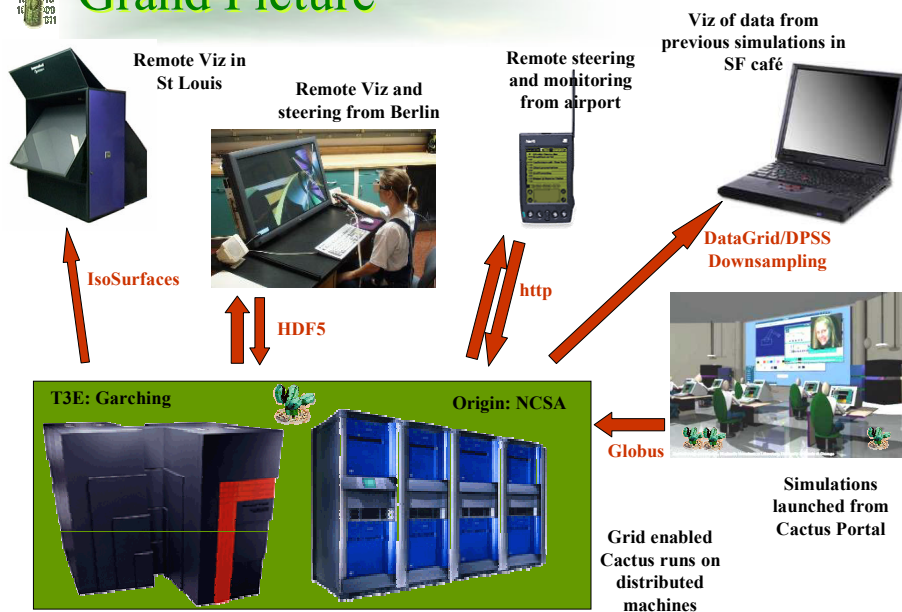 Grand Picture
Remote Viz in
St Louis
Remote Viz and
steering from Berlin
Remote steering
and monitoring
from airport
Viz of data from
previous simulations in
SF café
IsoSurfaces
HDF5
http
DataGrid/DPSS
Downsampling
T3E: Garching
Origin: NCSA
Globus
Simulations
launched from
Cactus Portal
Grid enabled
Cactus runs on
distributed
machines